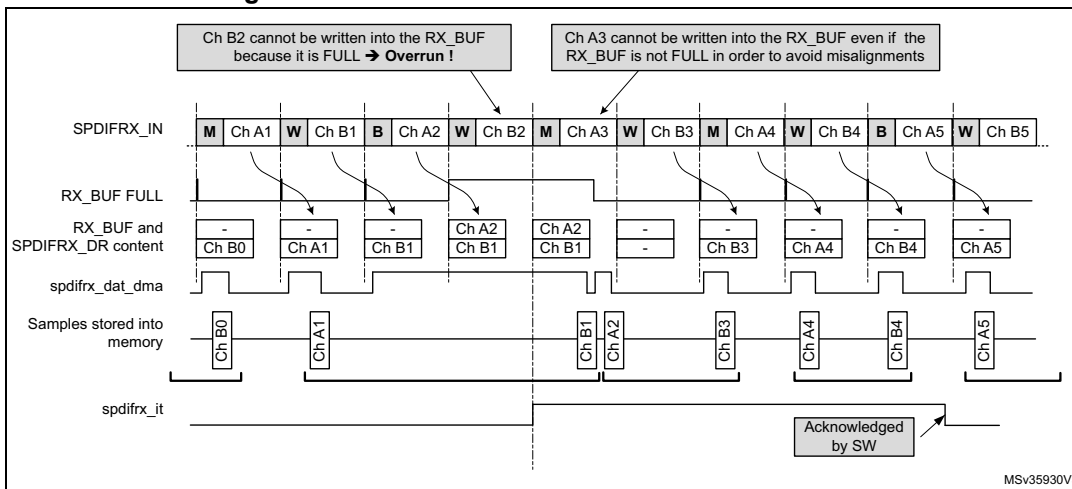 Ch B2 cannot be written into the RX_BUF
because it is FULL ➔ Overrun !
Ch A3 cannot be written into the RX_BUF even if the
RX_BUF is not FULL in order to avoid misalignments
SPDIFRX_IN
M Ch A1 W Ch B1 B Ch A2 W Ch B2 M Ch A3 W Ch B3 M Ch A4 W Ch B4 B Ch A5 W Ch B5
RX_BUF FULL
RX_BUF and
SPDIFRX_DR content
- - - Ch A2 Ch A2 - - - - -
Ch B0 Ch A1 Ch B1 Ch B1 Ch B1 - Ch B3 Ch A4 Ch B4 Ch A5
spdifrx_dat_dma
Samples stored into
memory
Ch B0 Ch A1 Ch B1 Ch A2 Ch B3 Ch A4 Ch B4 Ch A5
spdifrx_it
Acknowledged
by SW
MSv35930V